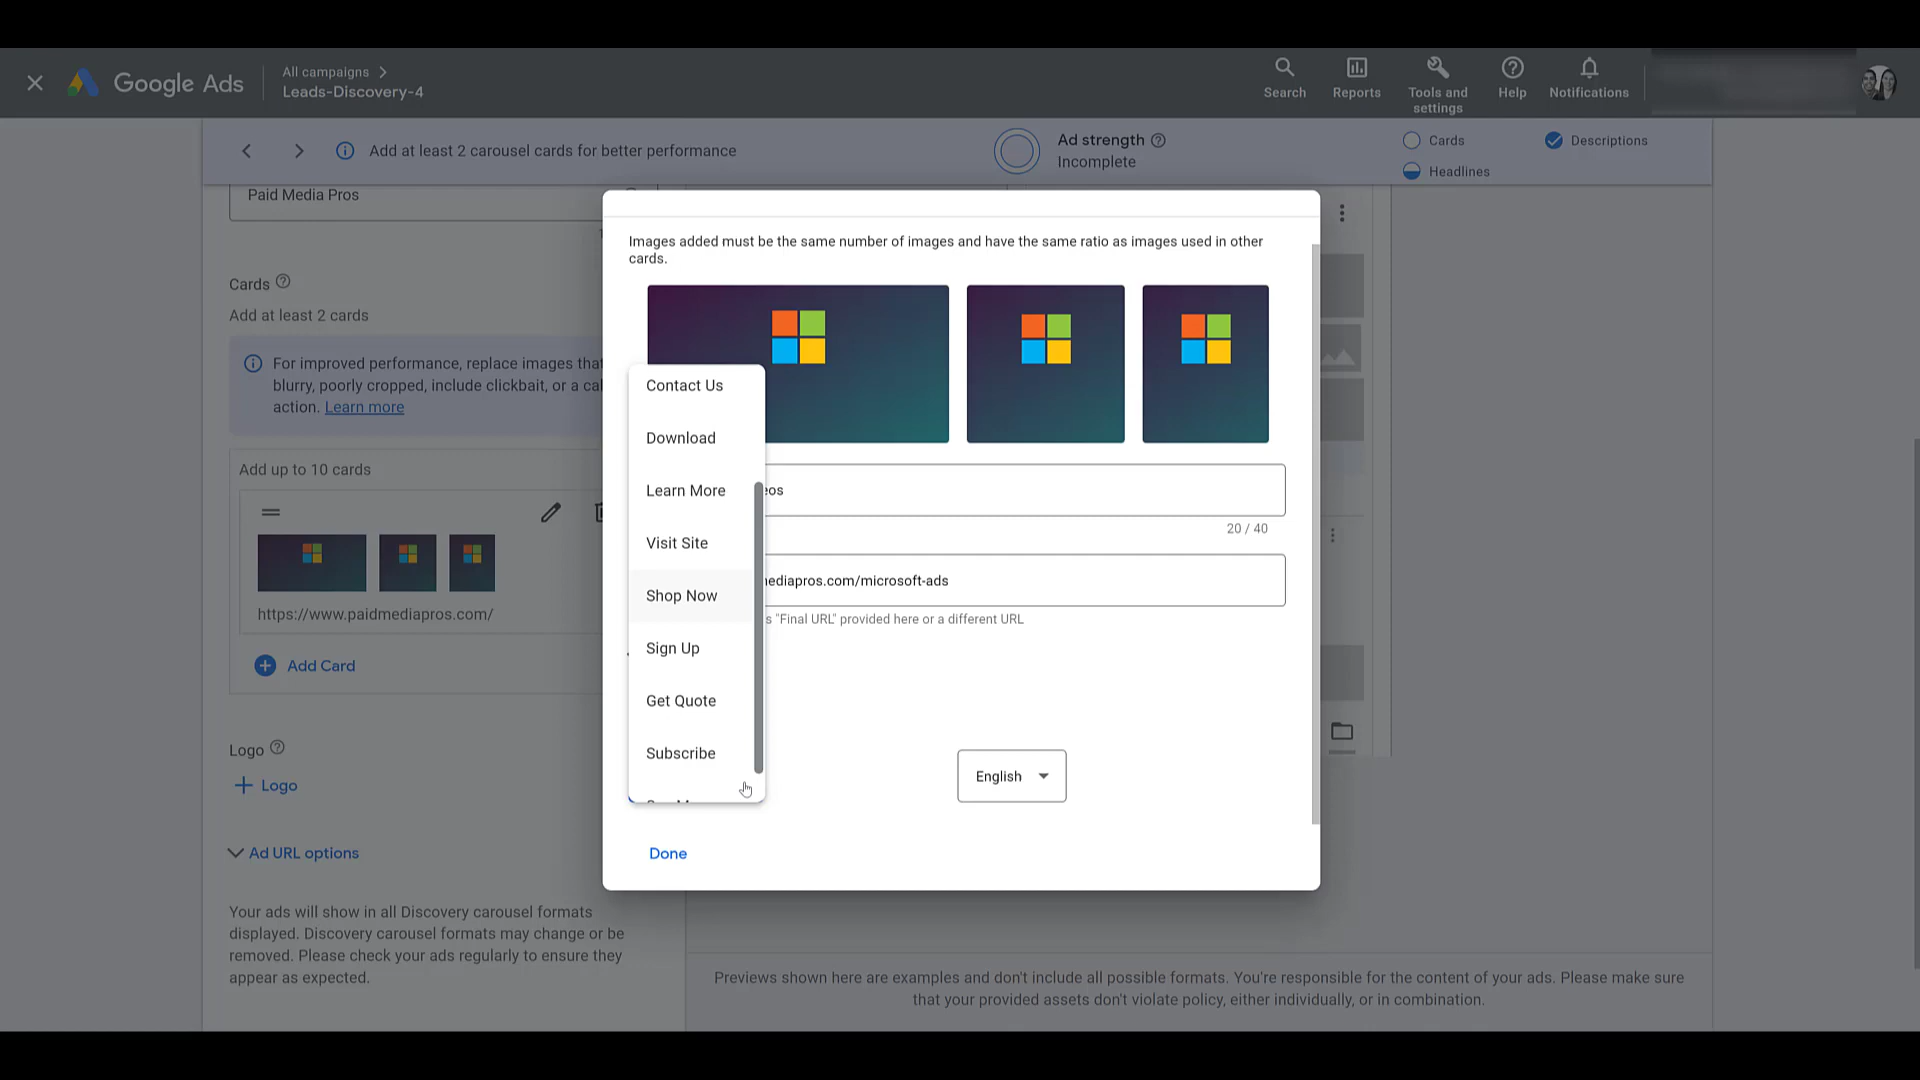 Google Ads
All campaigns
Leads-Discovery-4
Search
Reports
Tools and
settings
Help
Notifications
Add at least 2 carousel cards for better performance
Ad strength
Incomplete
Cards
Descriptions
Headlines
Paid Media Pros
Cards
Add at least 2 cards
For improved performance, replace images that
blurry, poorly cropped, include clickbait, or a
action. Learn more
Add up to 10 cards
https://www.paidmediapros.com/
Add Card
Logo
Logo
Ad URL options
Your ads will show in all Discovery carousel formats
displayed. Discovery carousel formats may change or be
removed. Please check your ads regularly to ensure they
appear as expected.
Images added must be the same number of images and have the same ratio as images used in other
cards.
Contact Us
Download
Learn More
Visit Site
Shop Now
Sign Up
Get Quote
Subscribe
eos
20 / 40
mediapros.com/microsoft-ads
"Final URL" provided here or a different URL
English
Done
Previews shown here are examples and don't include all possible formats. You're responsible for the content of your ads. Please make sure
that your provided assets don't violate policy, either individually, or in combination.